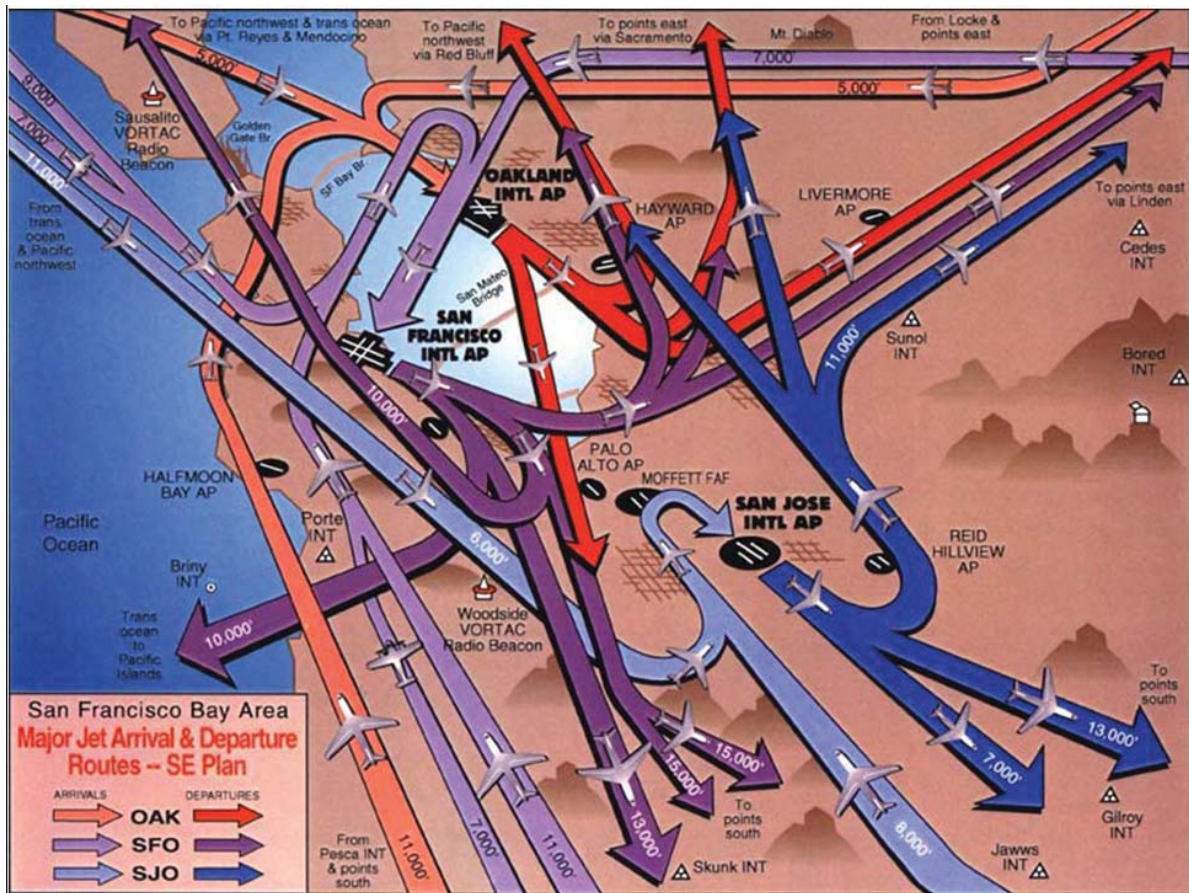 To Pacific northwest & trans ocean
via Pt. Reyes & Mendocino
To Pacific
northwest
via Red Bluff
To points east
via Sacramento
Mt. Diablo
From Locke &
points east
5,000'
7,000'
5,000'
9,000
7,000'
11,000'
Sausalito
VORTAC
Radio
Beacon
Golden
Gate Br.
SF Bay Br.
OAKLAND
INTL AP
HAYWARD
AP
LIVERMORE
AP
To points east
via Linden
Cedes
INT
From
trans
ocean
& Pacific
northwest
San Mateo
Bridge
SAN
FRANCISCO
INTL AP
Sunol
INT
11,000'
Bored
INT
10,000'
HALFMOON
BAY AP
PALO
ALTO AP
MOFFETT FAF
SAN JOSE
INTL AP
REID
HILLVIEW
AP
Pacific
Ocean
Porte
INT
6,000'
Briny
INT
Woodside
VORTAC
Radio Beacon
Trans
ocean
to
Pacific
Islands
10,000'
To
points
south
13,000'
7,000'
15,000'
15,000'
13,000'
To
points
south
8,000'
Gilroy
INT
Jawws
INT
Skunk INT
From
Pesca INT
& points
south
11,000'
7,000'
11,000'
San Francisco Bay Area
Major Jet Arrival & Departure
Routes -- SE Plan
ARRIVALS DEPARTURES
OAK
SFO
SJO